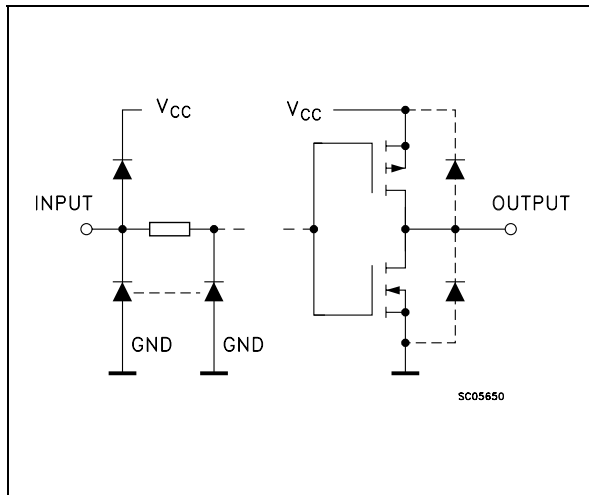 VCC
VCC
INPUT
OUTPUT
GND
GND
SC05650